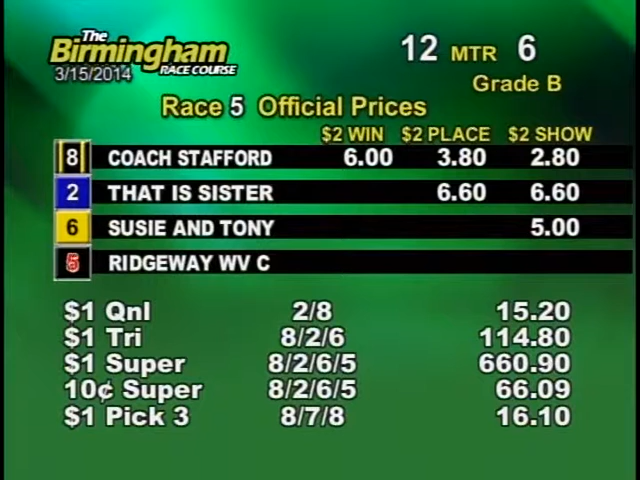 The
Birmingham
RACE COURSE
3/15/2014
12 MTR 6
Grade B
Race 5 Official Prices
$2 WIN $2 PLACE $2 SHOW
8 COACH STAFFORD 6.00 3.80 2.80
2 THAT IS SISTER 6.60 6.60
6 SUSIE AND TONY 5.00
5 RIDGEWAY WV C
$1 Qnl 2/8 15.20
$1 Tri 8/2/6 114.80
$1 Super 8/2/6/5 660.90
10¢ Super 8/2/6/5 66.09
$1 Pick 3 8/7/8 16.10